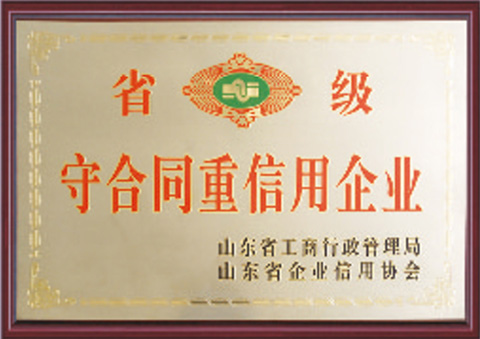 省级
守合同重信用企业
山东省工商行政管理局
山东省企业信用协会